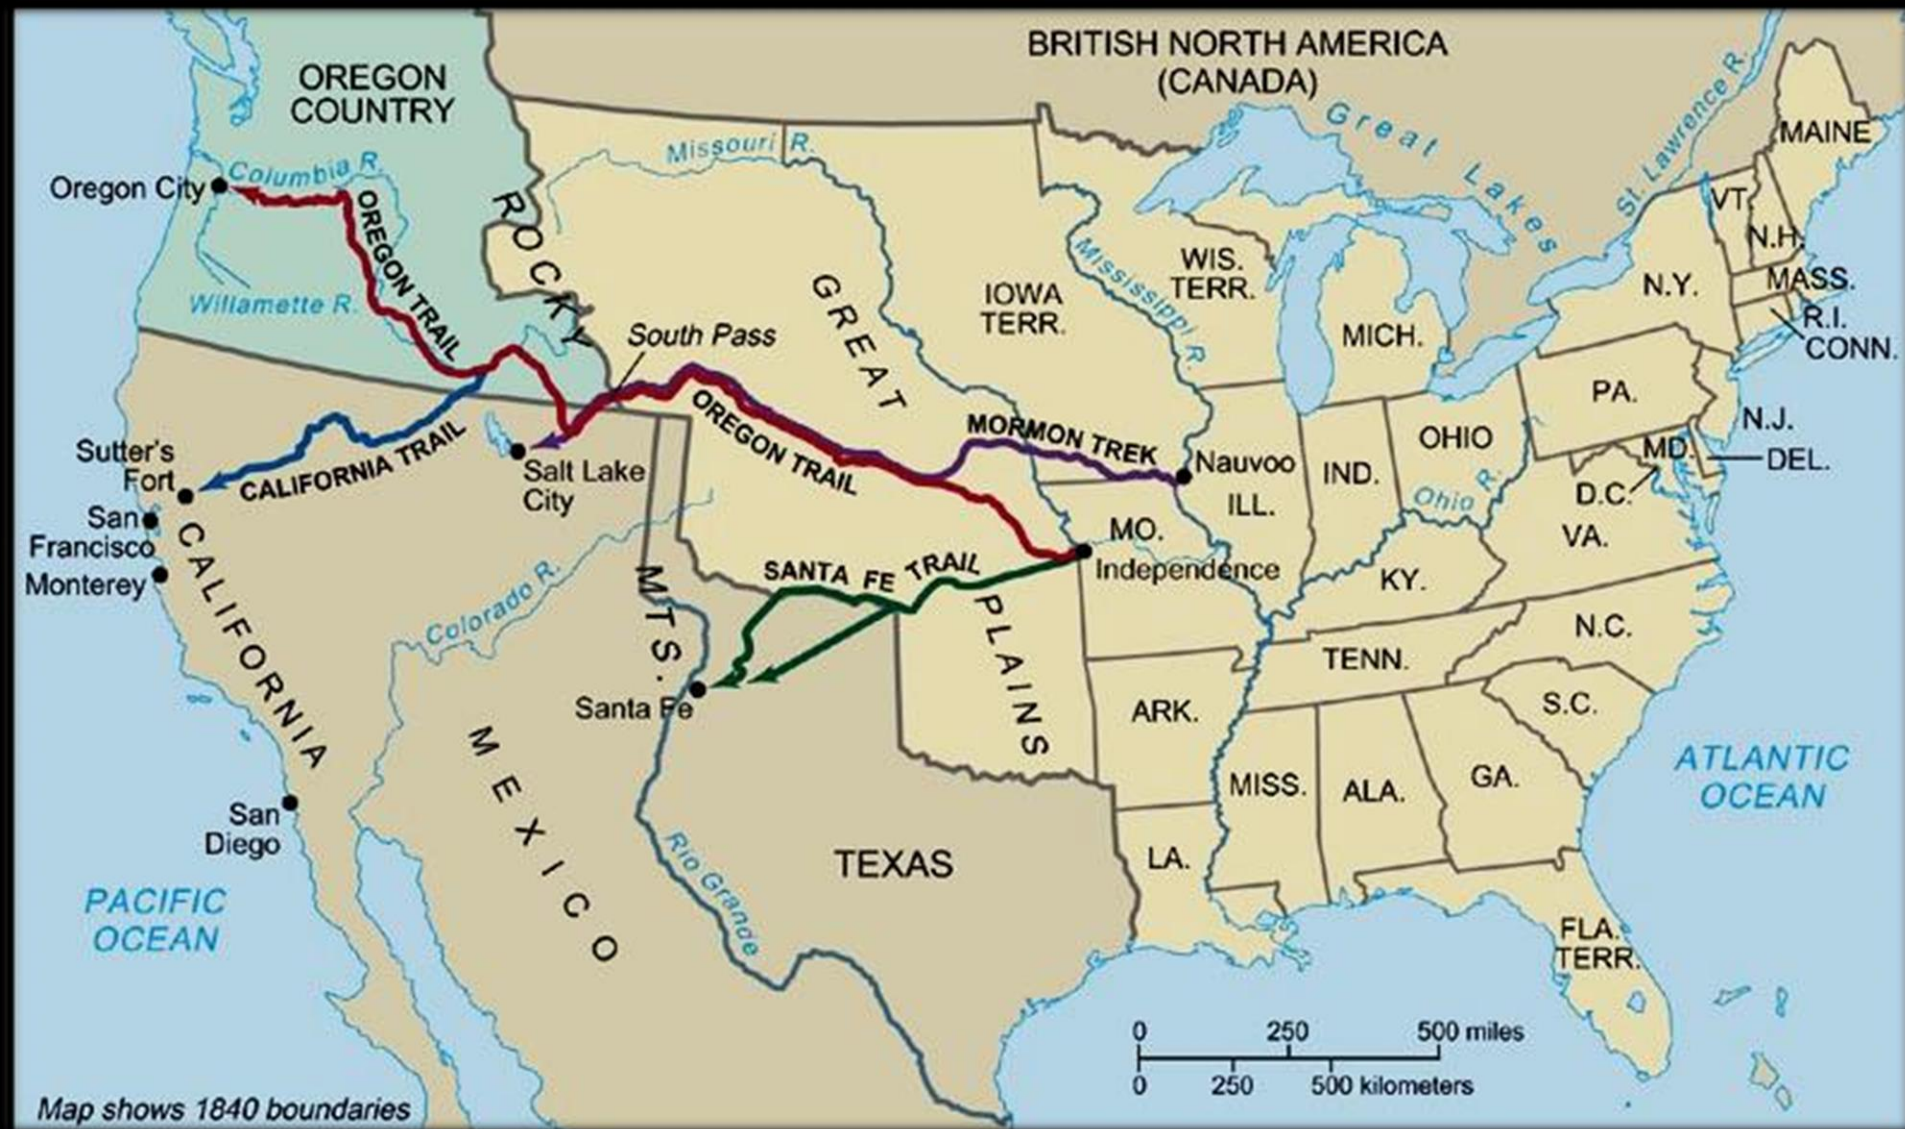 BRITISH NORTH AMERICA
(CANADA)
OREGON
COUNTRY
Great Lakes
St. Lawrence R.
MAINE
Missouri R.
Columbia R.
Oregon City
OREGON TRAIL
ROCKY
VT.
N.H.
MASS.
N.Y.
R.I.
CONN.
Mississippi R.
WIS.
TERR.
IOWA
TERR.
MICH.
Willamette R.
GREAT
South Pass
PA.
N.J.
OREGON TRAIL
MORMON TREK
OHIO
MD.
DEL.
Sutter's
Fort
CALIFORNIA TRAIL
Salt Lake
City
Nauvoo
ILL.
IND.
Ohio R.
D.C.
VA.
San
Francisco
Monterey
CALIFORNIA
MO.
Independence
KY.
SANTA FE TRAIL
Colorado R.
MTS.
PLAINS
N.C.
TENN.
Santa Fe
ARK.
S.C.
MEXICO
MISS.
ALA.
GA.
ATLANTIC
OCEAN
San
Diego
Rio Grande
TEXAS
LA.
PACIFIC
OCEAN
FLA.
TERR.
0 250 500 miles
0 250 500 kilometers
Map shows 1840 boundaries